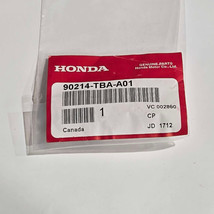 HONDA
GENUINE PARTS
Honda Motor Co., Ltd.
90214-TBA-A01
1
VC 002860
CP
Canada
JD 1712